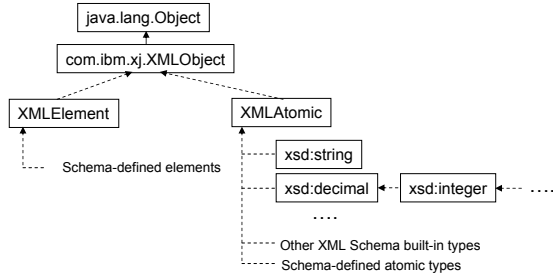 java.lang.Object
com.ibm.xj.XMLObject
XMLElement
XMLAtomic
Schema-defined elements
xsd:string
xsd:decimal
xsd:integer
....
....
Other XML Schema built-in types
Schema-defined atomic types